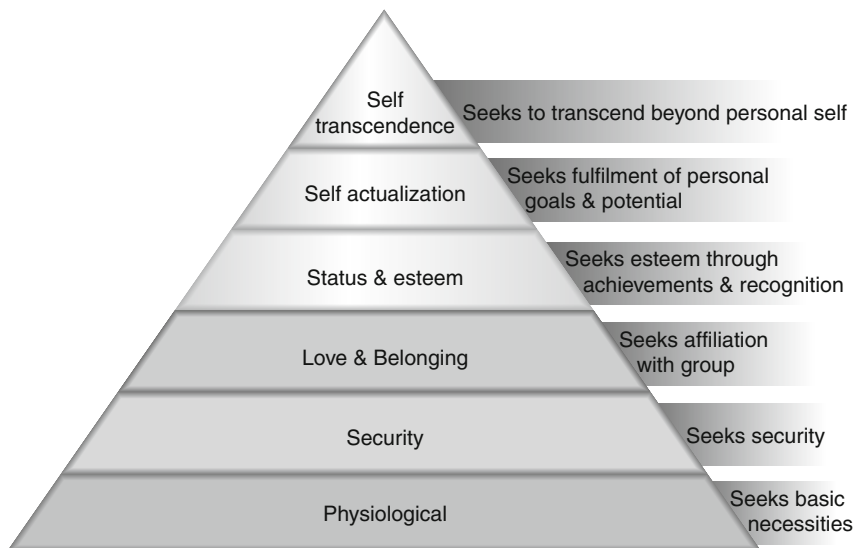 Self
transcendence
Seeks to transcend beyond personal self
Self actualization
Seeks fulfilment of personal
goals & potential
Status & esteem
Seeks esteem through
achievements & recognition
Love & Belonging
Seeks affiliation
with group
Security
Seeks security
Physiological
Seeks basic
necessities